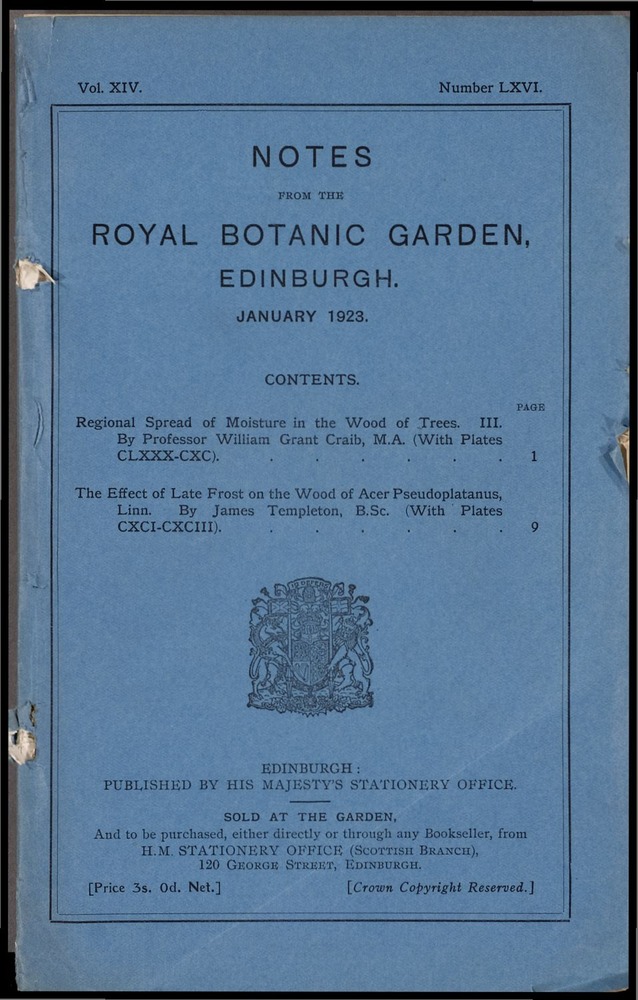 Vol. XIV. Number LXVI.
NOTES
FROM THE
ROYAL BOTANIC GARDEN,
EDINBURGH.
JANUARY 1923.
CONTENTS.
PAGE
Regional Spread of Moisture in the Wood of Trees. III.
By Professor William Grant Craib, M.A. (With Plates
CLXXX-CXC). . . . . . . 1
The Effect of Late Frost on the Wood of Acer Pseudoplatanus,
Linn. By James Templeton, B.Sc. (With Plates
CXCI-CXCIII). . . . . . . 9
EDINBURGH:
PUBLISHED BY HIS MAJESTY'S STATIONERY OFFICE.
SOLD AT THE GARDEN,
And to be purchased, either directly or through any Bookseller, from
H.M. STATIONERY OFFICE (SCOTTISH BRANCH),
120 GEORGE STREET, EDINBURGH.
[Price 3s. 0d. Net.] [Crown Copyright Reserved.]